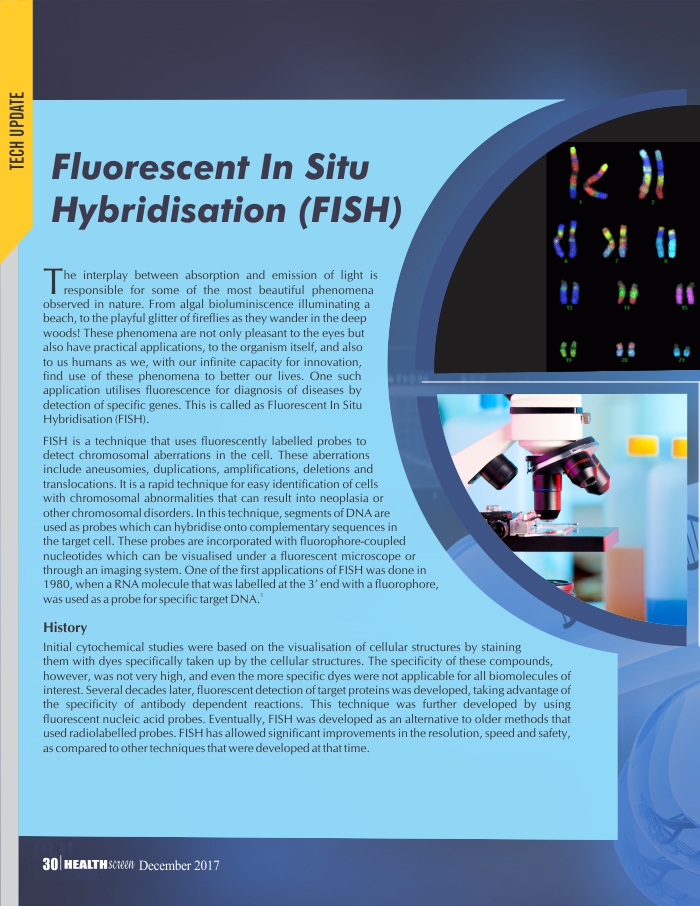 TECH UPDATE
Fluorescent In Situ
Hybridisation (FISH)
The interplay between absorption and emission of light is
responsible for some of the most beautiful phenomena
observed in nature. From algal bioluminiscence illuminating a
beach, to the playful glitter of fireflies as they wander in the deep
woods! These phenomena are not only pleasant to the eyes but
also have practical applications, to the organism itself, and also
to us humans as we, with our infinite capacity for innovation,
find use of these phenomena to better our lives. One such
application utilises fluorescence for diagnosis of diseases by
detection of specific genes. This is called as Fluorescent In Situ
Hybridisation (FISH).
FISH is a technique that uses fluorescently labelled probes to
detect chromosomal aberrations in the cell. These aberrations
include aneusomies, duplications, amplifications, deletions and
translocations. It is a rapid technique for easy identification of cells
with chromosomal abnormalities that can result into neoplasia or
other chromosomal disorders. In this technique, segments of DNA are
used as probes which can hybridise onto complementary sequences in
the target cell. These probes are incorporated with fluorophore-coupled
nucleotides which can be visualised under a fluorescent microscope or
through an imaging system. One of the first applications of FISH was done in
1980, when a RNA molecule that was labelled at the 3' end with a fluorophore,
was used as a probe for specific target DNA.¹
History
Initial cytochemical studies were based on the visualisation of cellular structures by staining
them with dyes specifically taken up by the cellular structures. The specificity of these compounds,
however, was not very high, and even the more specific dyes were not applicable for all biomolecules of
interest. Several decades later, fluorescent detection of target proteins was developed, taking advantage of
the specificity of antibody dependent reactions. This technique was further developed by using
fluorescent nucleic acid probes. Eventually, FISH was developed as an alternative to older methods that
used radiolabelled probes. FISH has allowed significant improvements in the resolution, speed and safety,
as compared to other techniques that were developed at that time.
1 2
7 8
13 14 15
19 20 21
30 HEALTHscreen December 2017